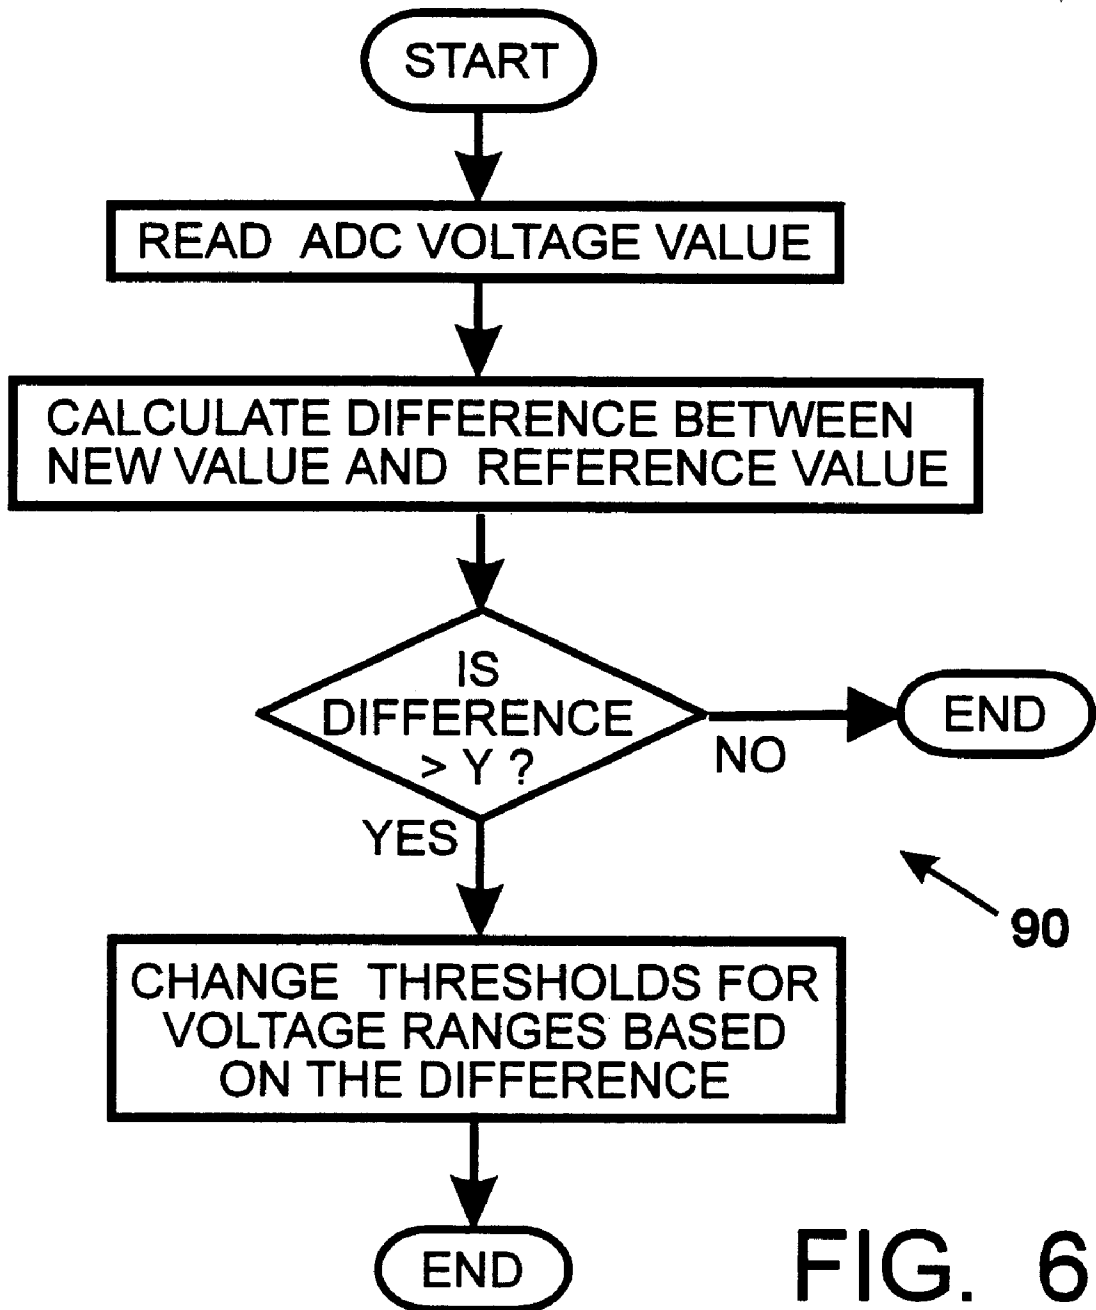 START
READ ADC VOLTAGE VALUE
CALCULATE DIFFERENCE BETWEEN
NEW VALUE AND REFERENCE VALUE
IS
DIFFERENCE
> Y ?
NO
END
YES
90
CHANGE THRESHOLDS FOR
VOLTAGE RANGES BASED
ON THE DIFFERENCE
END
FIG. 6